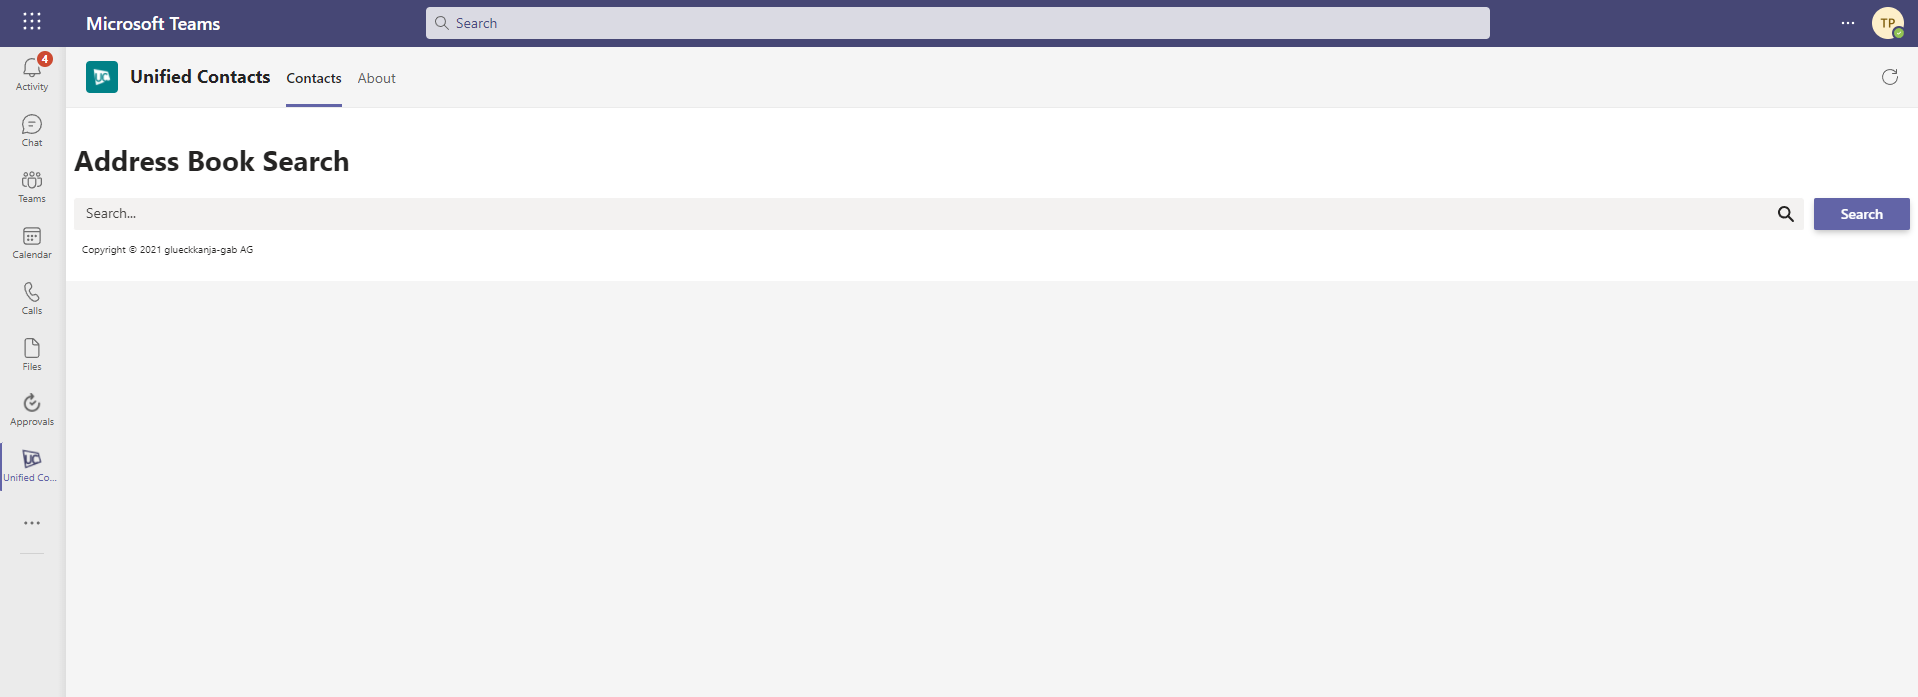 Microsoft Teams
Search
TP
4
Activity
Chat
Teams
Calendar
Calls
Files
Approvals
Unified Co...
UC
Unified Contacts
Contacts
About
Address Book Search
Search...
Search
Copyright © 2021 glueckkanja-gab AG